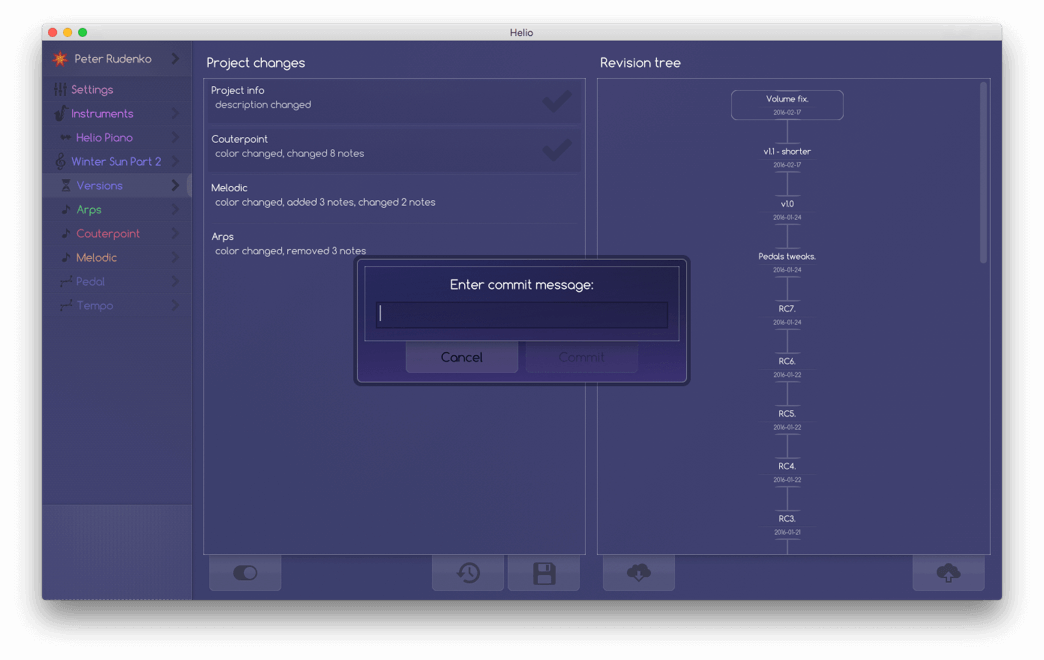 Helio
Peter Rudenko
Settings
Instruments
Helio Piano
Winter Sun Part 2
Versions
Arps
Couterpoint
Melodic
Pedal
Tempo
Project changes
Project info
description changed
Couterpoint
color changed, changed 8 notes
Melodic
color changed, added 3 notes, changed 2 notes
Arps
color changed, removed 3 notes
Enter commit message:
Cancel
Commit
Revision tree
Volume fix.
2016-02-17
v1.1 - shorter
2016-02-17
v1.0
2016-01-24
Pedals tweaks.
2016-01-24
RC7.
2016-01-24
RC6.
2016-01-22
RC5.
2016-01-22
RC4.
2016-01-22
RC3.
2016-01-21